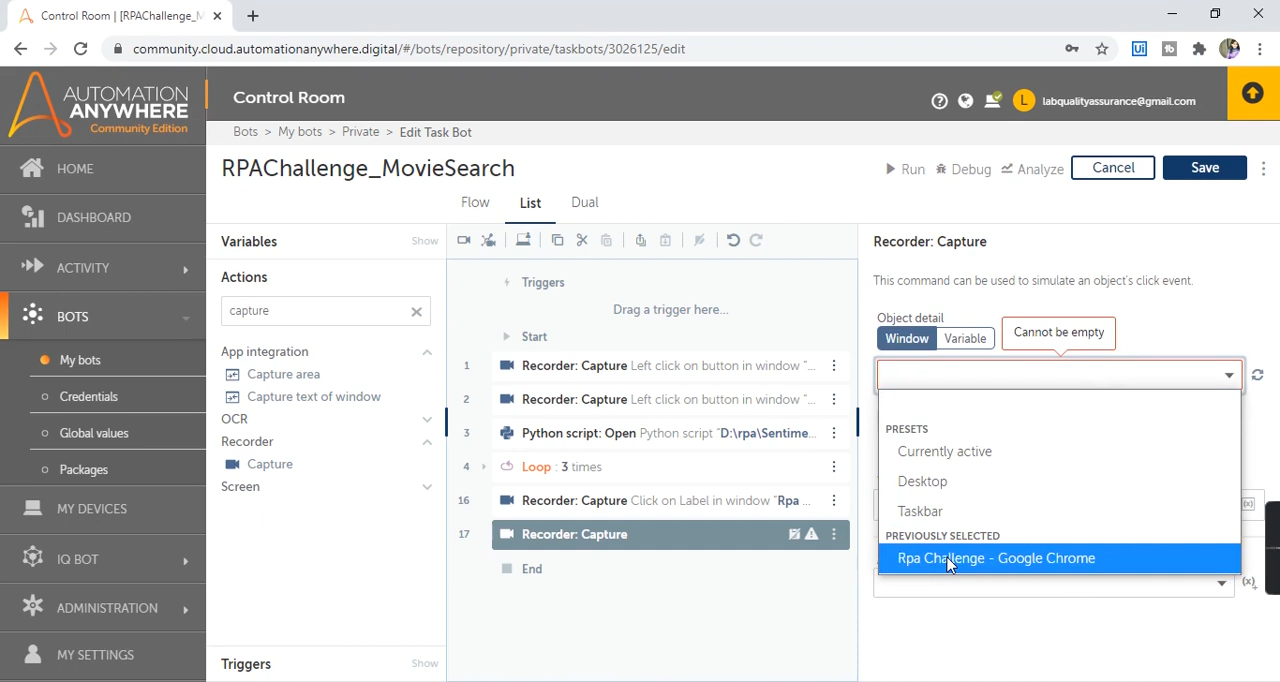 Control Room | [RPAChallenge_M
community.cloud.automationanywhere.digital/#/bots/repository/private/taskbots/3026125/edit
Ui
tb
AUTOMATION
ANYWHERE
Community Edition
Control Room
L
labqualityassurance@gmail.com
Bots > My bots > Private > Edit Task Bot
HOME
DASHBOARD
ACTIVITY
BOTS
My bots
Credentials
Global values
Packages
MY DEVICES
IQ BOT
ADMINISTRATION
MY SETTINGS
RPAChallenge_MovieSearch
Run
Debug
Analyze
Cancel
Save
Flow
List
Dual
Variables
Show
Actions
capture
App integration
Capture area
Capture text of window
OCR
Recorder
Capture
Screen
Triggers
Show
Triggers
Drag a trigger here...
Start
1 Recorder: Capture Left click on button in window "...
2 Recorder: Capture Left click on button in window "...
3 Python script: Open Python script "D:\rpa\Sentime...
4 Loop : 3 times
16 Recorder: Capture Click on Label in window "Rpa ...
17 Recorder: Capture
End
Recorder: Capture
This command can be used to simulate an object's click event.
Object detail
Window
Variable
Cannot be empty
PRESETS
Currently active
Desktop
Taskbar
PREVIOUSLY SELECTED
Rpa Challenge - Google Chrome
(x)
(x)